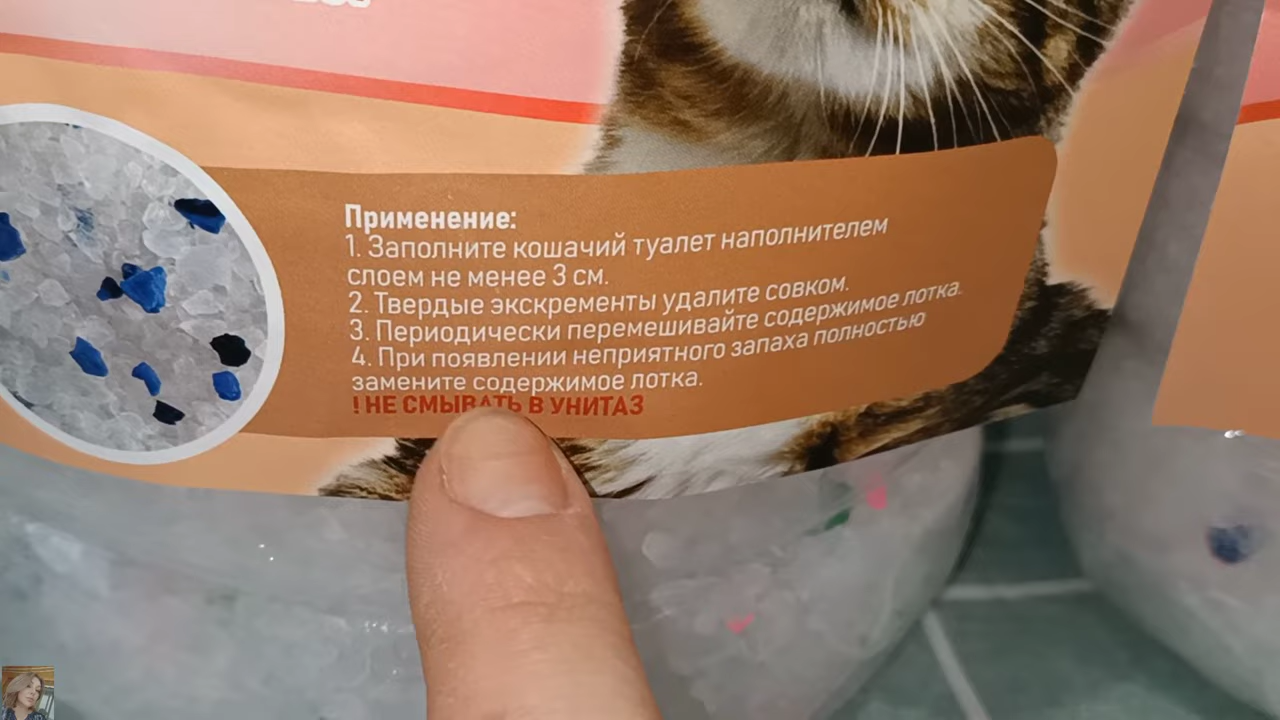 Применение:
1. Заполните кошачий туалет наполнителем
слоем не менее 3 см.
2. Твердые экскременты удалите совком.
3. Периодически перемешивайте содержимое лотка.
4. При появлении неприятного запаха полностью
замените содержимое лотка.
! НЕ СМЫВАТЬ В УНИТАЗ